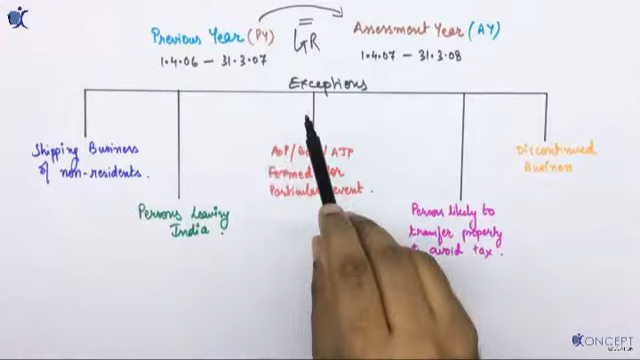 Previous Year (PY)
Assessment Year (AY)
GR
1.4.06 – 31.3.07
1.4.07 – 31.3.08
Exceptions
Shipping Business
of non-residents.
Persons Leaving
India.
AOP/ / AJP
Formed
Particular event.
Person likely to
transfer property
avoid tax.
Discontinued
Business
KONCEPT